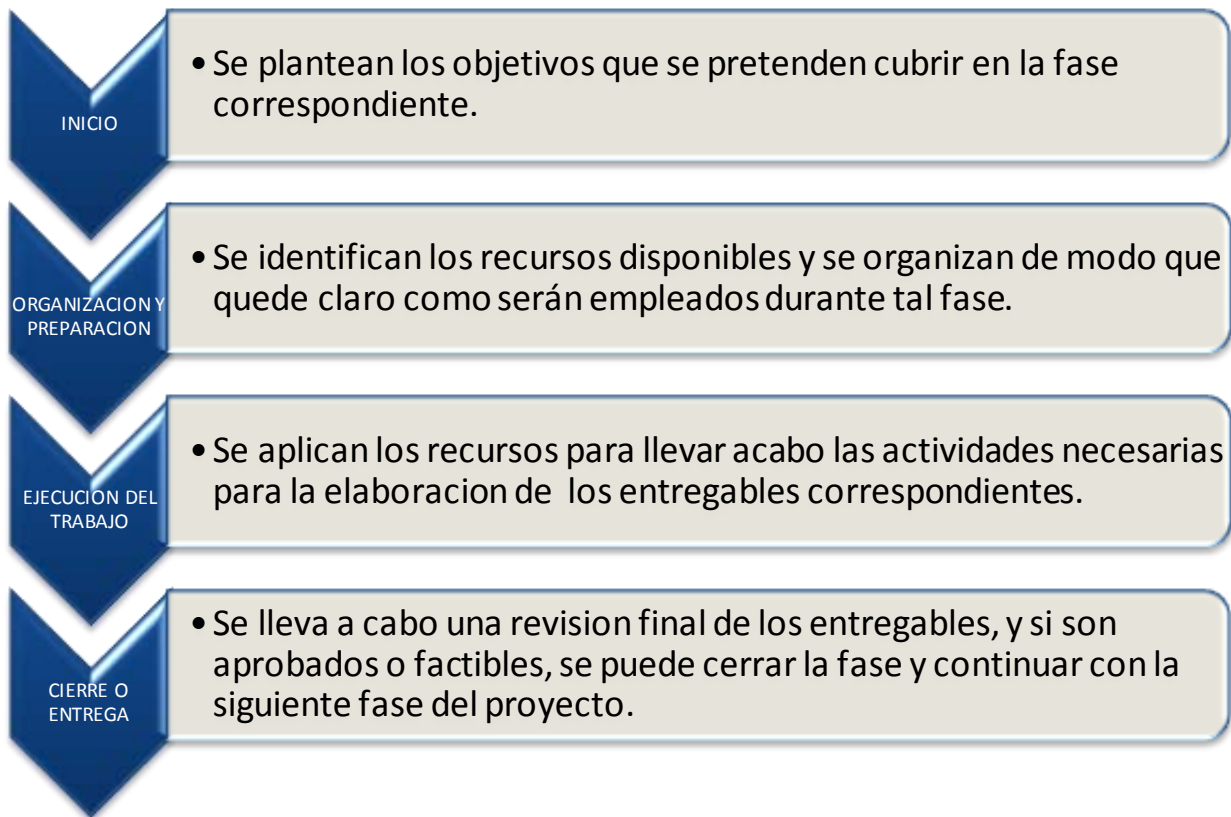 INICIO
• Se plantean los objetivos que se pretenden cubrir en la fase
correspondiente.
ORGANIZACION Y
PREPARACION
• Se identifican los recursos disponibles y se organizan de modo que
quede claro como serán empleados durante tal fase.
EJECUCION DEL
TRABAJO
• Se aplican los recursos para llevar acabo las actividades necesarias
para la elaboracion de los entregables correspondientes.
CIERRE O
ENTREGA
• Se lleva a cabo una revision final de los entregables, y si son
aprobados o factibles, se puede cerrar la fase y continuar con la
siguiente fase del proyecto.